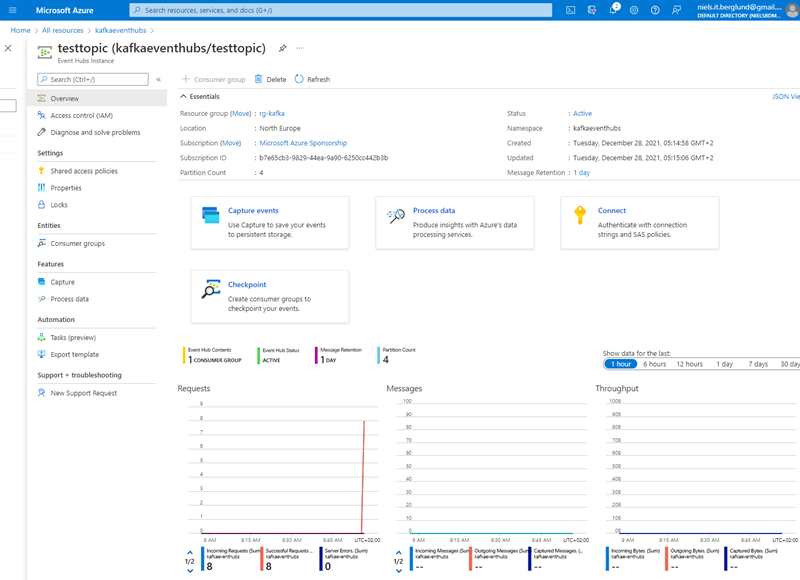 Microsoft Azure
Search resources, services, and docs (G+/)
2
niels.it.berglund@gmail....
DEFAULT DIRECTORY (NIELSBDM...
Home > All resources > kafkaeventhubs >
testtopic (kafkaeventhubs/testtopic)
Event Hubs Instance
Search (Ctrl+/)
Overview
Access control (IAM)
Diagnose and solve problems
Settings
Shared access policies
Properties
Locks
Entities
Consumer groups
Features
Capture
Process data
Automation
Tasks (preview)
Export template
Support + troubleshooting
New Support Request
Consumer group
Delete
Refresh
Essentials
JSON Vie
Resource group (Move) : rg-kafka
Location : North Europe
Subscription (Move) : Microsoft Azure Sponsorship
Subscription ID : b7e65cb3-9829-44ea-9a90-6250cc442b3b
Partition Count : 4
Status : Active
Namespace : kafkaeventhubs
Created : Tuesday, December 28, 2021, 05:14:58 GMT+2
Updated : Tuesday, December 28, 2021, 05:15:06 GMT+2
Message Retention : 1 day
Capture events
Use Capture to save your events
to persistent storage.
Process data
Produce insights with Azure's data
processing services.
Connect
Authenticate with connection
strings and SAS policies.
Checkpoint
Create consumer groups to
checkpoint your events.
Event Hub Contents
1 CONSUMER GROUP
Event Hub Status
ACTIVE
Message Retention
1 DAY
Partition Count
4
Show data for the last:
1 hour
6 hours
12 hours
1 day
7 days
30 day
Requests
9
8
7
6
5
4
3
2
1
0
9 AM 9:15 AM 9:30 AM 9:45 AM UTC+02:00
1/2
Incoming Requests (Sum)
kafkaeventhubs
8
Successful Requests...
kafkaeventhubs
8
Server Errors. (Sum)
kafkaeventhubs
0
Messages
100
90
80
70
60
50
40
30
20
10
0
9 AM 9:15 AM 9:30 AM 9:45 AM UTC+02:00
1/2
Incoming Messages (Sum)
kafkaeventhubs
--
Outgoing Messages (Sum)
kafkaeventhubs
--
Captured Messages. (...
kafkaeventhubs
--
Throughput
100B
90B
80B
70B
60B
50B
40B
30B
20B
10B
0B
9 AM 9:15 AM 9:30 AM 9:45 AM UTC+02:00
Incoming Bytes. (Sum)
kafkaeventhubs
--
Outgoing Bytes. (Sum)
kafkaeventhubs
--
Captured Bytes. (Sum)
kafkaeventhubs
--